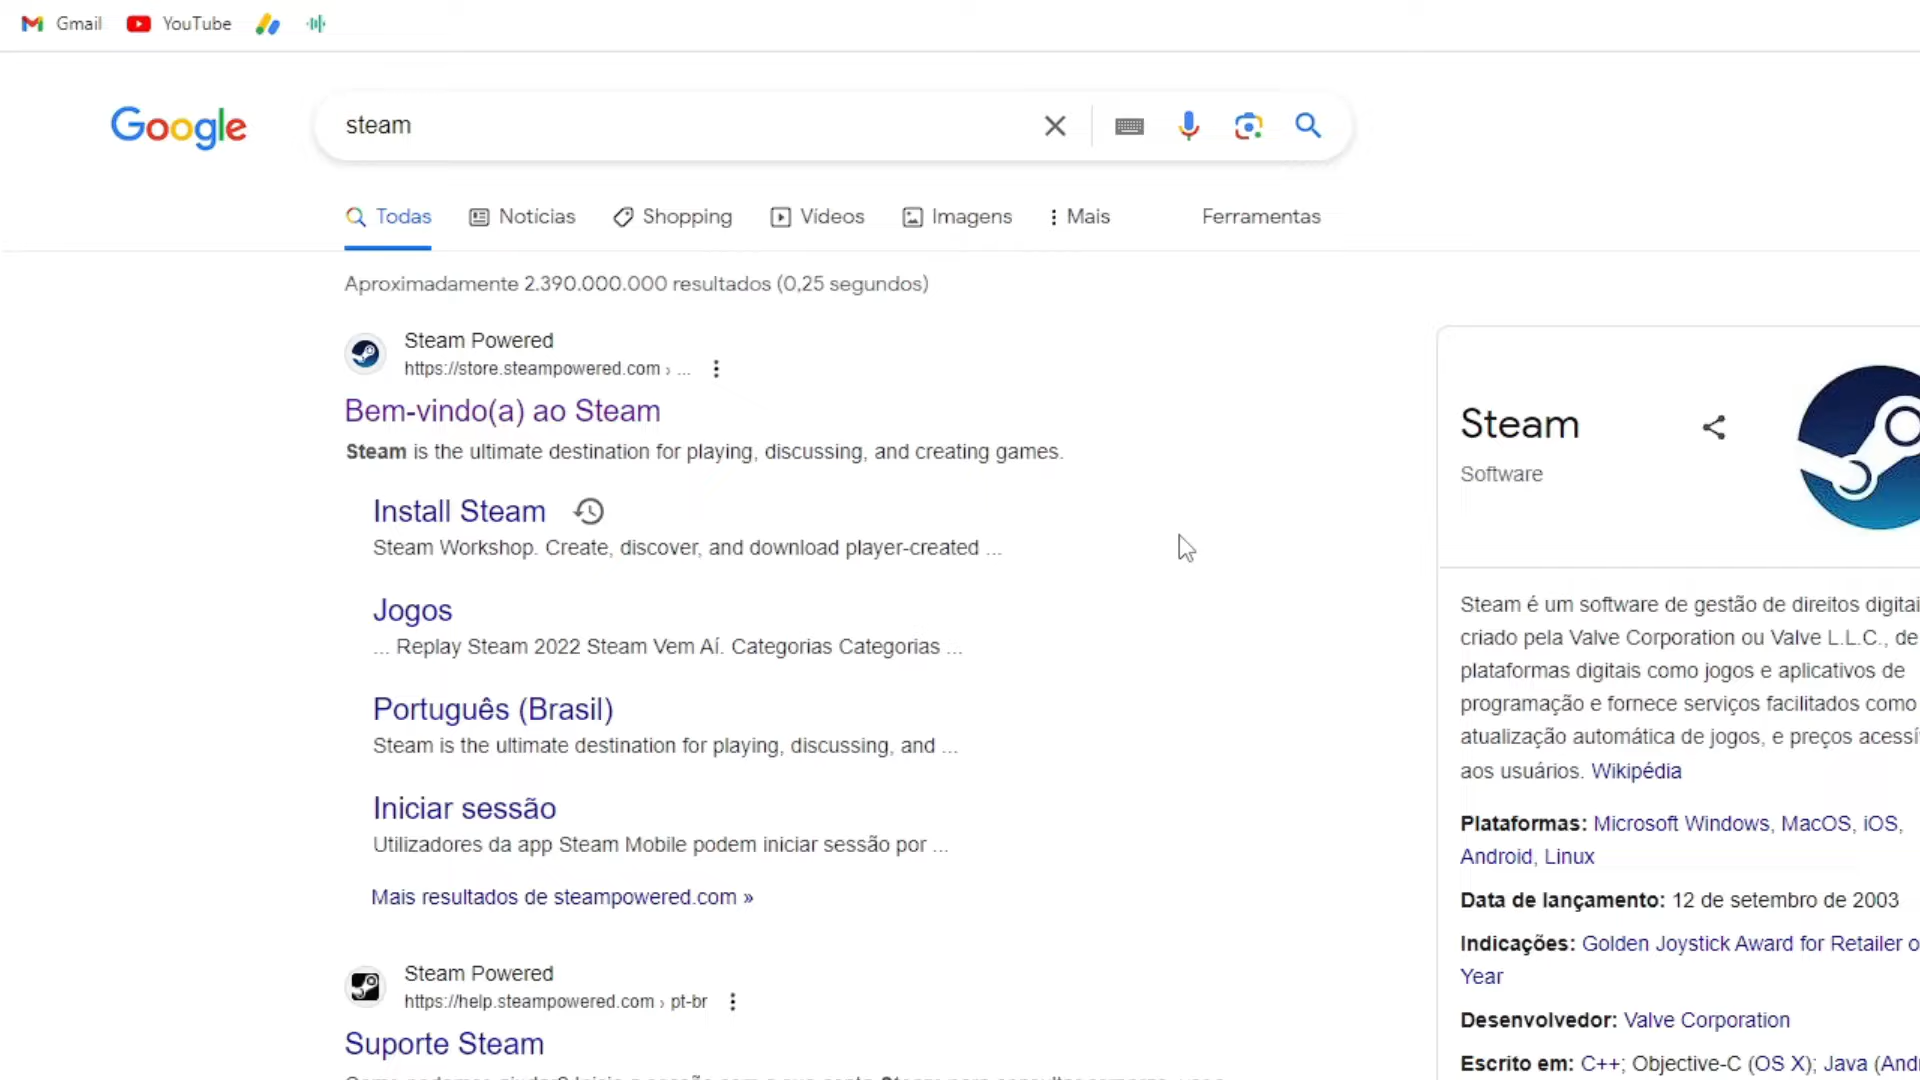 Gmail YouTube
Google steam
Todas Notícias Shopping Vídeos Imagens Mais Ferramentas
Aproximadamente 2.390.000.000 resultados (0,25 segundos)
Steam Powered
https://store.steampowered.com › ...
Bem-vindo(a) ao Steam
Steam is the ultimate destination for playing, discussing, and creating games.
Install Steam
Steam Workshop. Create, discover, and download player-created ...
Jogos
... Replay Steam 2022 Steam Vem Aí. Categorias Categorias ...
Português (Brasil)
Steam is the ultimate destination for playing, discussing, and ...
Iniciar sessão
Utilizadores da app Steam Mobile podem iniciar sessão por ...
Mais resultados de steampowered.com »
Steam Powered
https://help.steampowered.com › pt-br
Suporte Steam
Steam
Software
Steam é um software de gestão de direitos digitai
criado pela Valve Corporation ou Valve L.L.C., de
plataformas digitais como jogos e aplicativos de
programação e fornece serviços facilitados como
atualização automática de jogos, e preços acessí
aos usuários. Wikipédia
Plataformas: Microsoft Windows, MacOS, iOS,
Android, Linux
Data de lançamento: 12 de setembro de 2003
Indicações: Golden Joystick Award for Retailer o
Year
Desenvolvedor: Valve Corporation
Escrito em: C++; Objective-C (OS X); Java (And